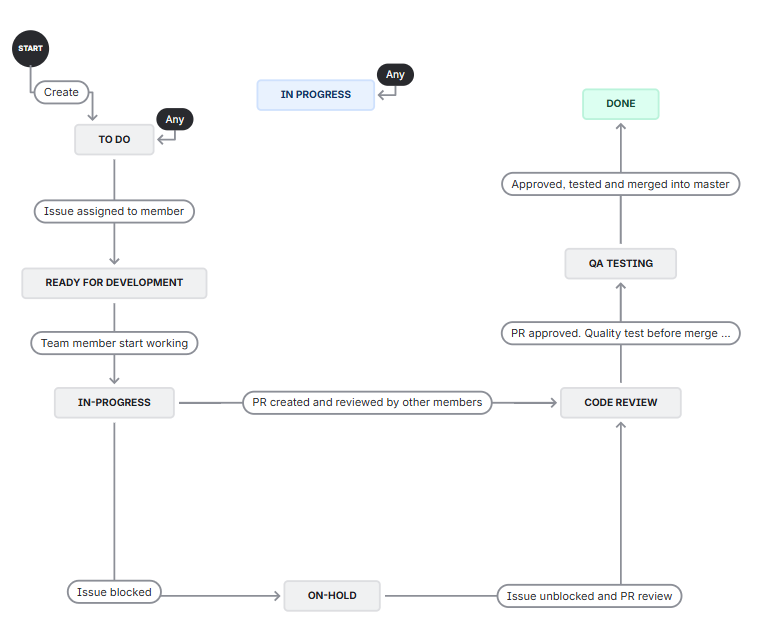 START
Create
Any
TO DO
Any
IN PROGRESS
DONE
Issue assigned to member
Approved, tested and merged into master
READY FOR DEVELOPMENT
QA TESTING
Team member start working
PR approved. Quality test before merge ...
IN-PROGRESS
PR created and reviewed by other members
CODE REVIEW
Issue blocked
ON-HOLD
Issue unblocked and PR review